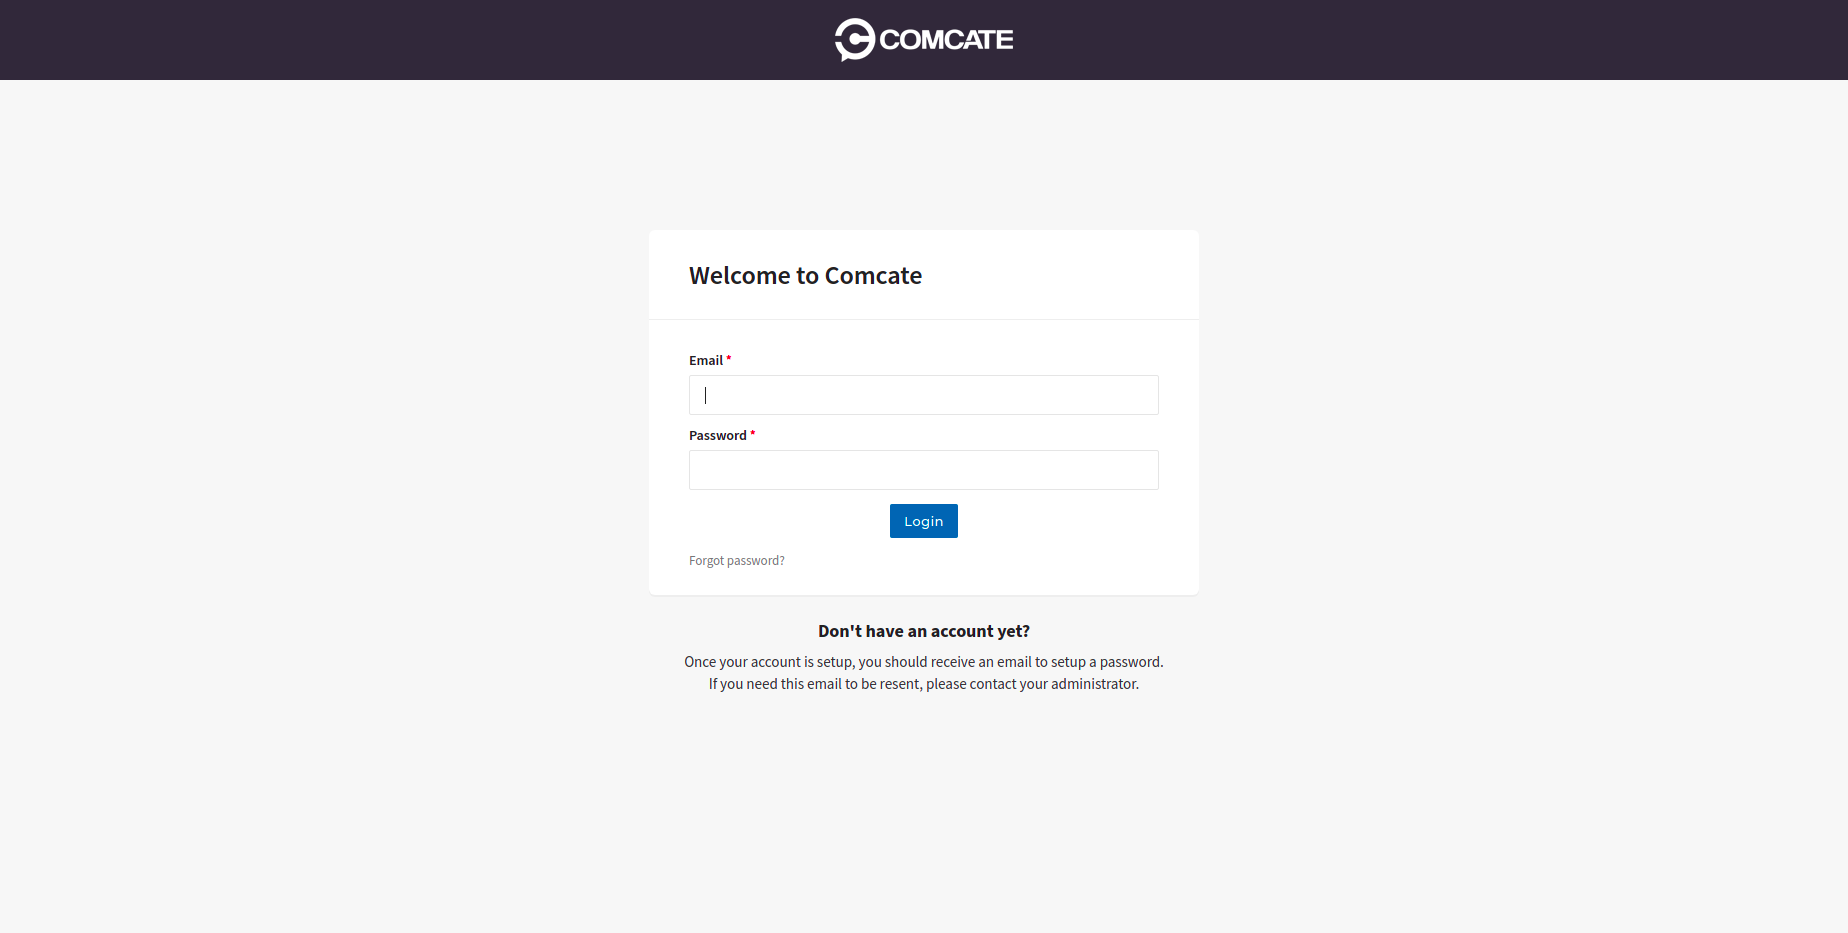 COMCATE
Welcome to Comcate
Email *
Password *
Login
Forgot password?
Don't have an account yet?
Once your account is setup, you should receive an email to setup a password.
If you need this email to be resent, please contact your administrator.